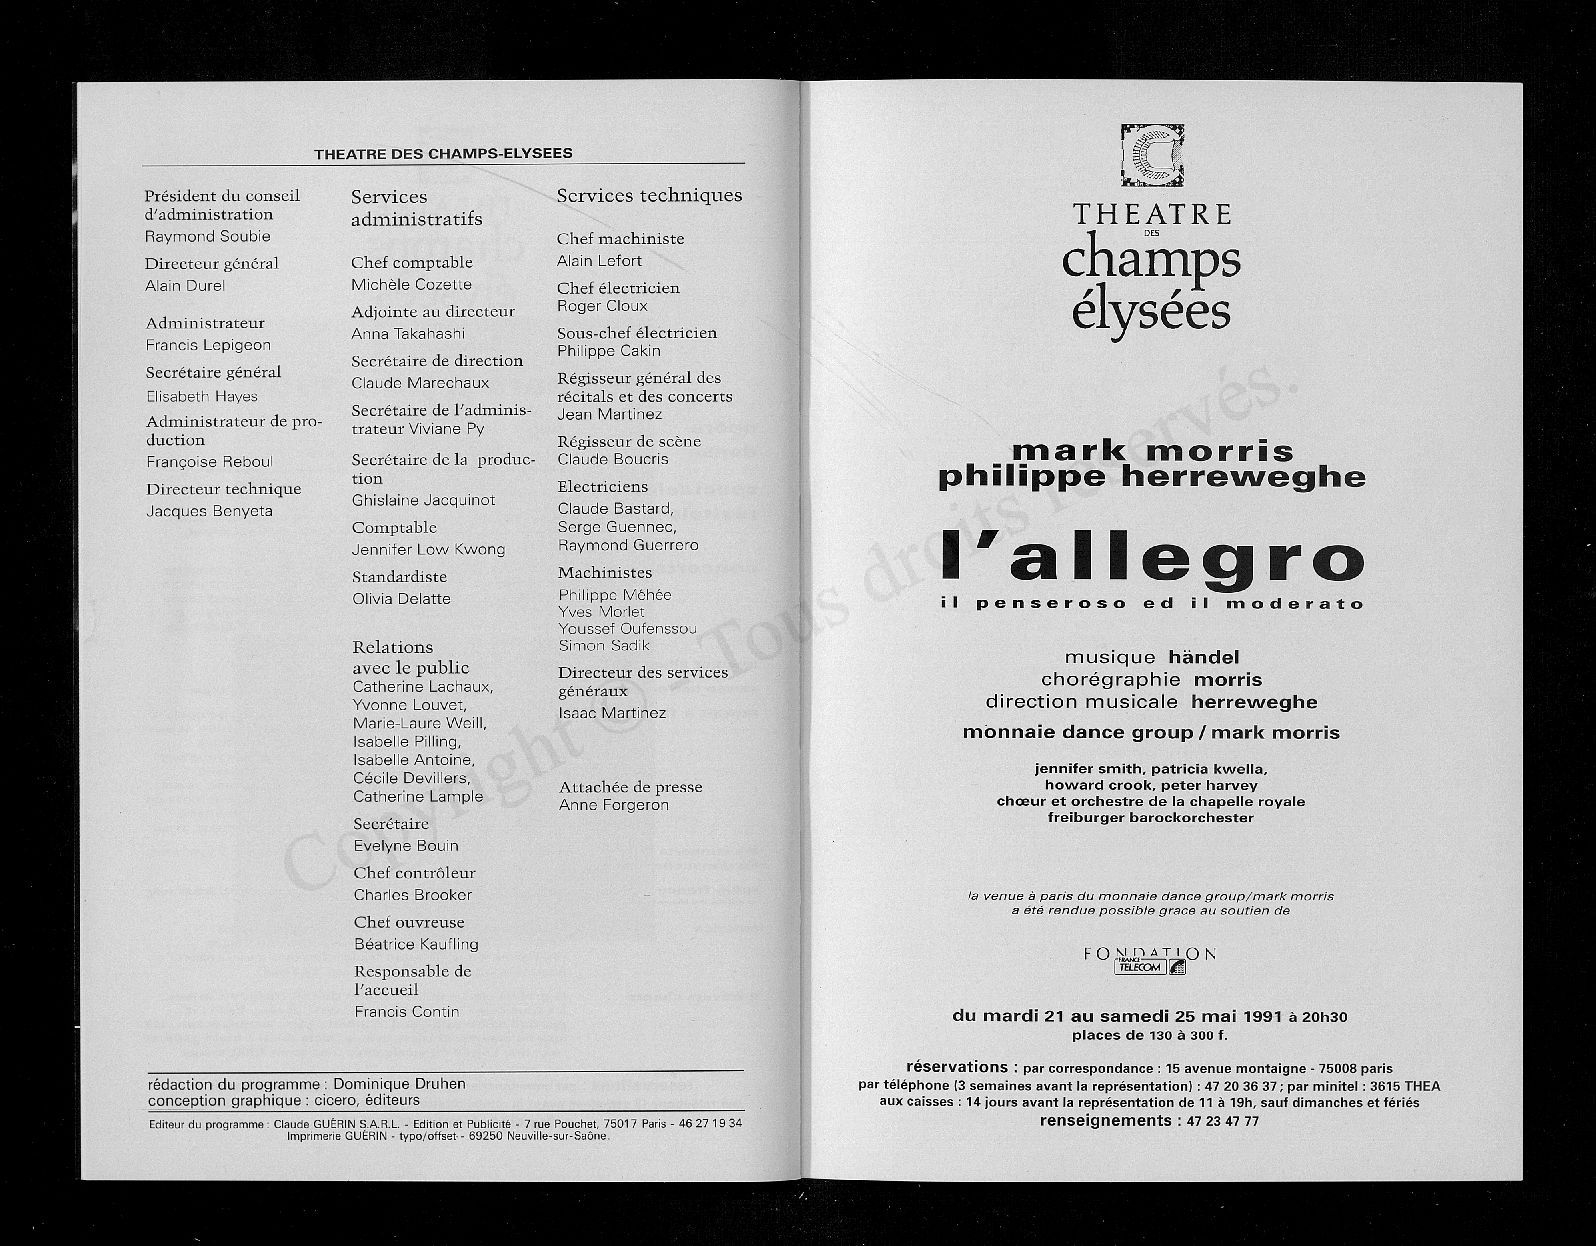 THEATRE DES CHAMPS-ELYSEES
Président du conseil
d'administration
Raymond Soubie
Directeur général
Alain Durel
Administrateur
Francis Lepigeon
Secrétaire général
Elisabeth Hayes
Administrateur de pro-
duction
Françoise Reboul
Directeur technique
Jacques Benyeta
Services
administratifs
Chef comptable
Michèle Cozette
Adjointe au directeur
Anna Takahashi
Secrétaire de direction
Claude Marechaux
Secrétaire de l'adminis-
trateur Viviane Py
Secrétaire de la produc-
tion
Ghislaine Jacquinot
Comptable
Jennifer Low Kwong
Standardiste
Olivia Delatte
Relations
avec le public
Catherine Lachaux,
Yvonne Louvet,
Marie-Laure Weill,
Isabelle Pilling,
Isabelle Antoine,
Cécile Devillers,
Catherine Lample
Secrétaire
Evelyne Bouin
Chef contrôleur
Charles Brooker
Chef ouvreuse
Béatrice Kaufling
Responsable de
l'accueil
Francis Contin
Services techniques
Chef machiniste
Alain Lefort
Chef électricien
Roger Cloux
Sous-chef électricien
Philippe Cakin
Régisseur général des
récitals et des concerts
Jean Martinez
Régisseur de scène
Claude Boucris
Electriciens
Claude Bastard,
Serge Guennec,
Raymond Guerrero
Machinistes
Philippe Méhée
Yves Morlet
Youssef Oufenssou
Simon Sadik
Directeur des services
généraux
Isaac Martinez
Attachée de presse
Anne Forgeron
rédaction du programme : Dominique Druhen
conception graphique : cicero, éditeurs
Editeur du programme : Claude GUÉRIN S.A.R.L. - Edition et Publicité - 7 rue Pouchet, 75017 Paris - 46 27 19 34
Imprimerie GUÉRIN - typo/offset - 69250 Neuville-sur-Saône.
THEATRE
DES
champs
élysées
mark morris
philippe herreweghe
l'allegro
il penseroso ed il moderato
musique händel
chorégraphie morris
direction musicale herreweghe
monnaie dance group / mark morris
jennifer smith, patricia kwella,
howard crook, peter harvey
chœur et orchestre de la chapelle royale
freiburger barockorchester
la venue à paris du monnaie dance group/mark morris
a été rendue possible grace au soutien de
FONDATION
FRANCE
TELECOM
du mardi 21 au samedi 25 mai 1991 à 20h30
places de 130 à 300 f.
réservations : par correspondance : 15 avenue montaigne - 75008 paris
par téléphone (3 semaines avant la représentation) : 47 20 36 37 ; par minitel : 3615 THEA
aux caisses : 14 jours avant la représentation de 11 à 19h, sauf dimanches et fériés
renseignements : 47 23 47 77
Copyright © - Tous droits réservés.